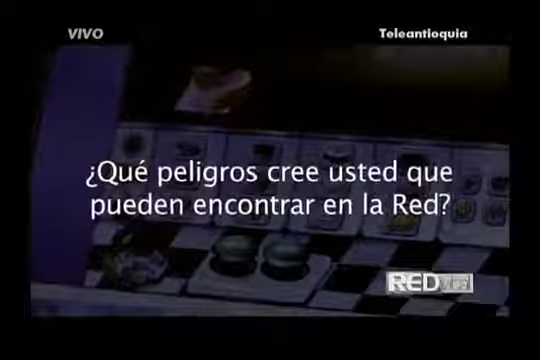 VIVO
Teleantioquia
¿Qué peligros cree usted que
pueden encontrar en la Red?
RED